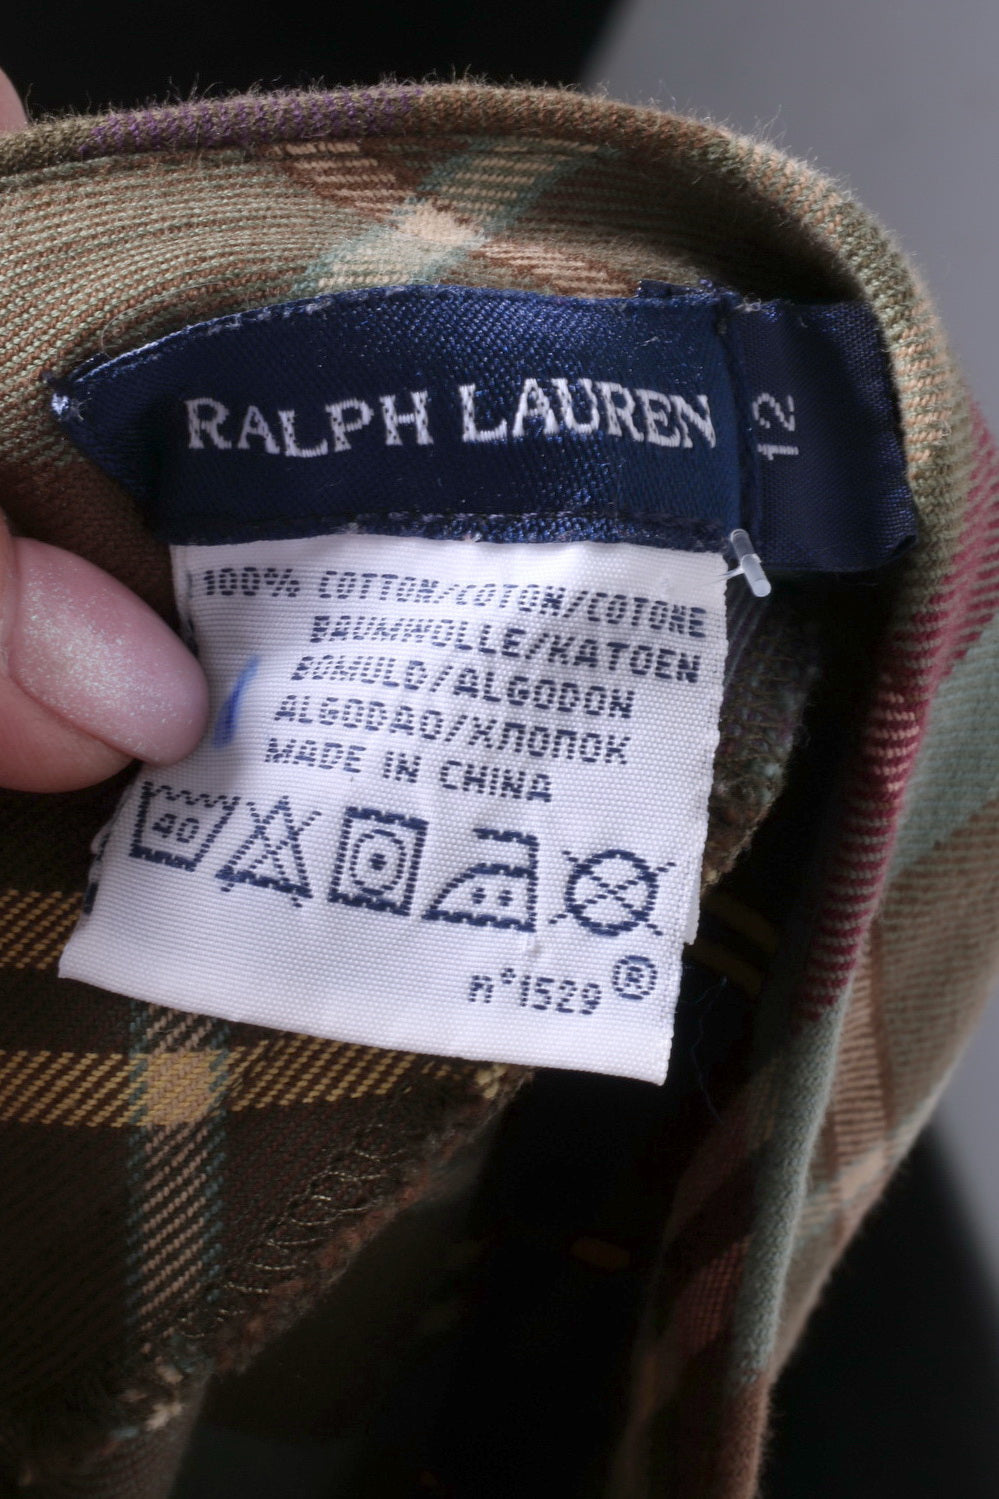 RALPH LAUREN
12
100% COTTON/COTON/COTONE
BAUMWOLLE/KATOEN
BOMULD/ALGODON
ALGODAO/ХЛОПОК
MADE IN CHINA
40
n°1529 ®